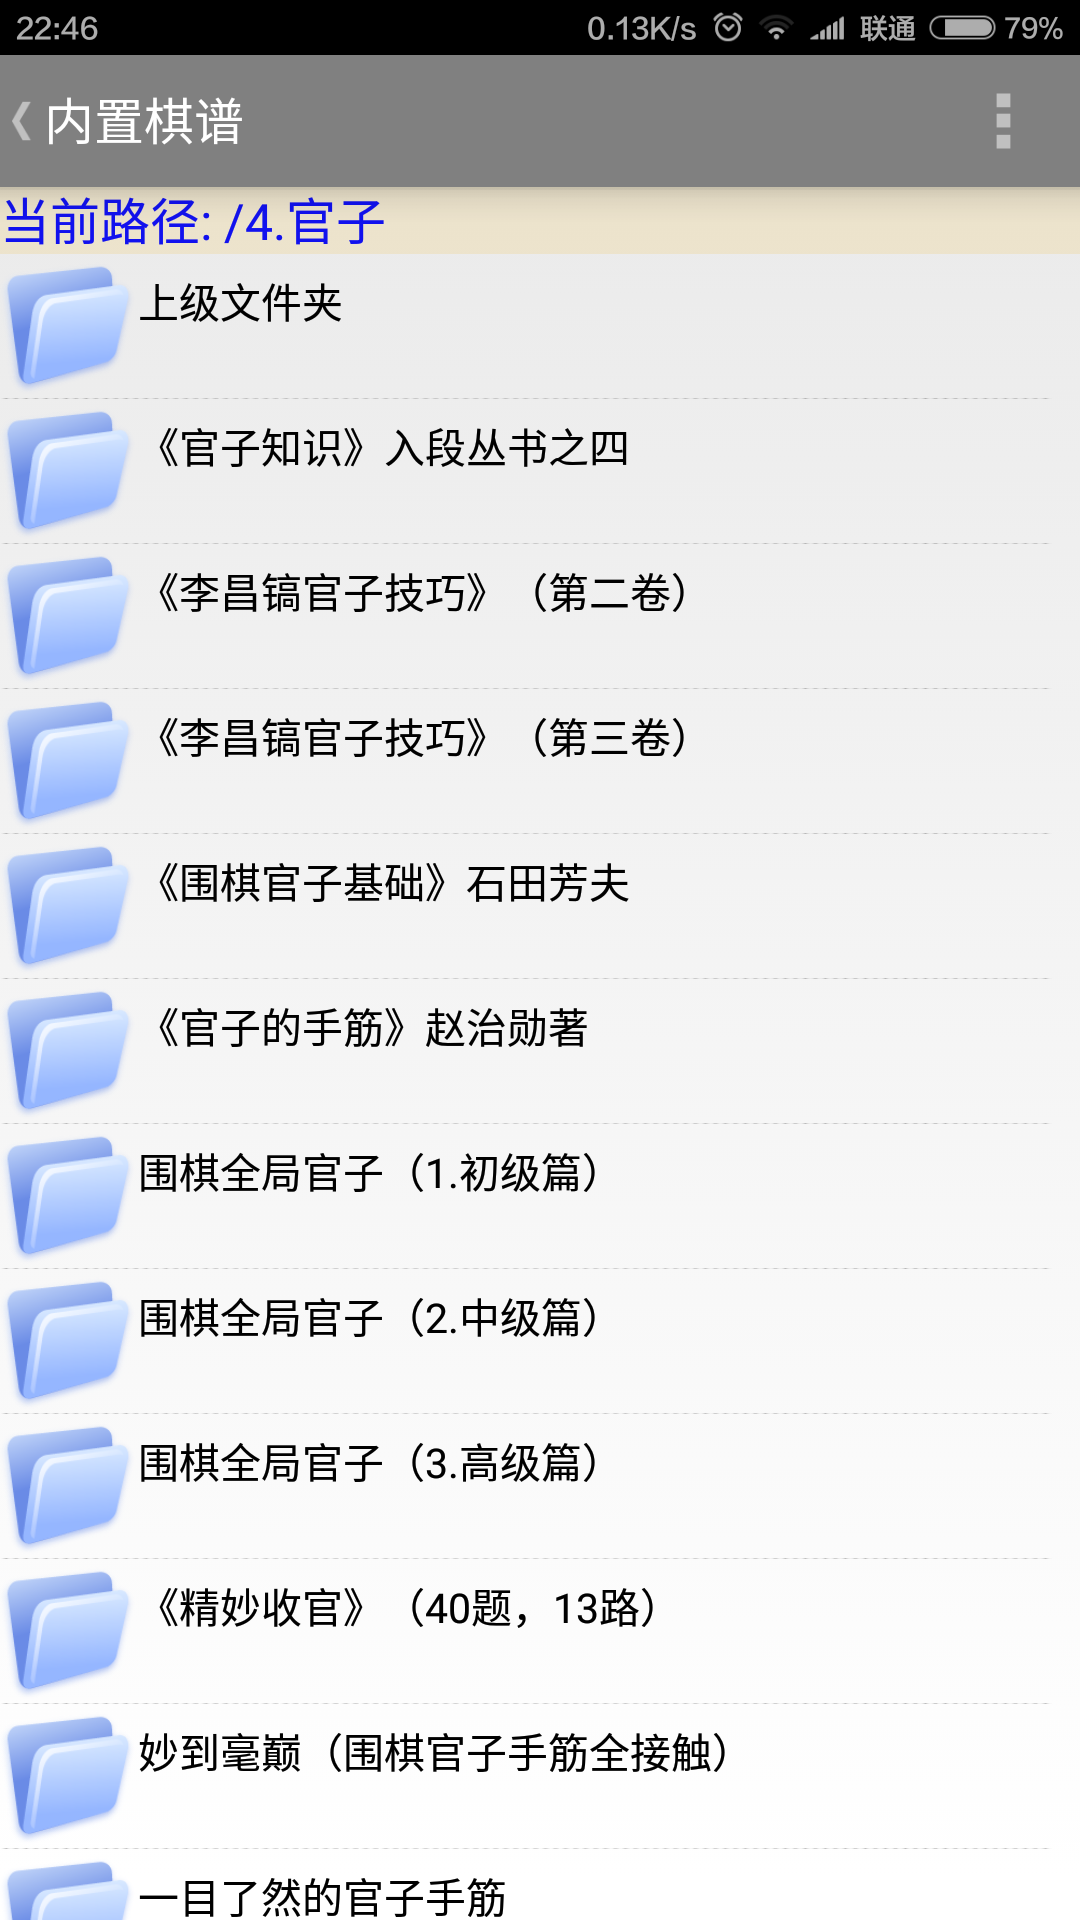 22:46 0.13K/s 联通 79%
内置棋谱
当前路径: /4.官子
上级文件夹
《官子知识》入段丛书之四
《李昌镐官子技巧》（第二卷）
《李昌镐官子技巧》（第三卷）
《围棋官子基础》石田芳夫
《官子的手筋》赵治勋著
围棋全局官子（1.初级篇）
围棋全局官子（2.中级篇）
围棋全局官子（3.高级篇）
《精妙收官》（40题，13路）
妙到毫巅（围棋官子手筋全接触）
一目了然的官子手筋